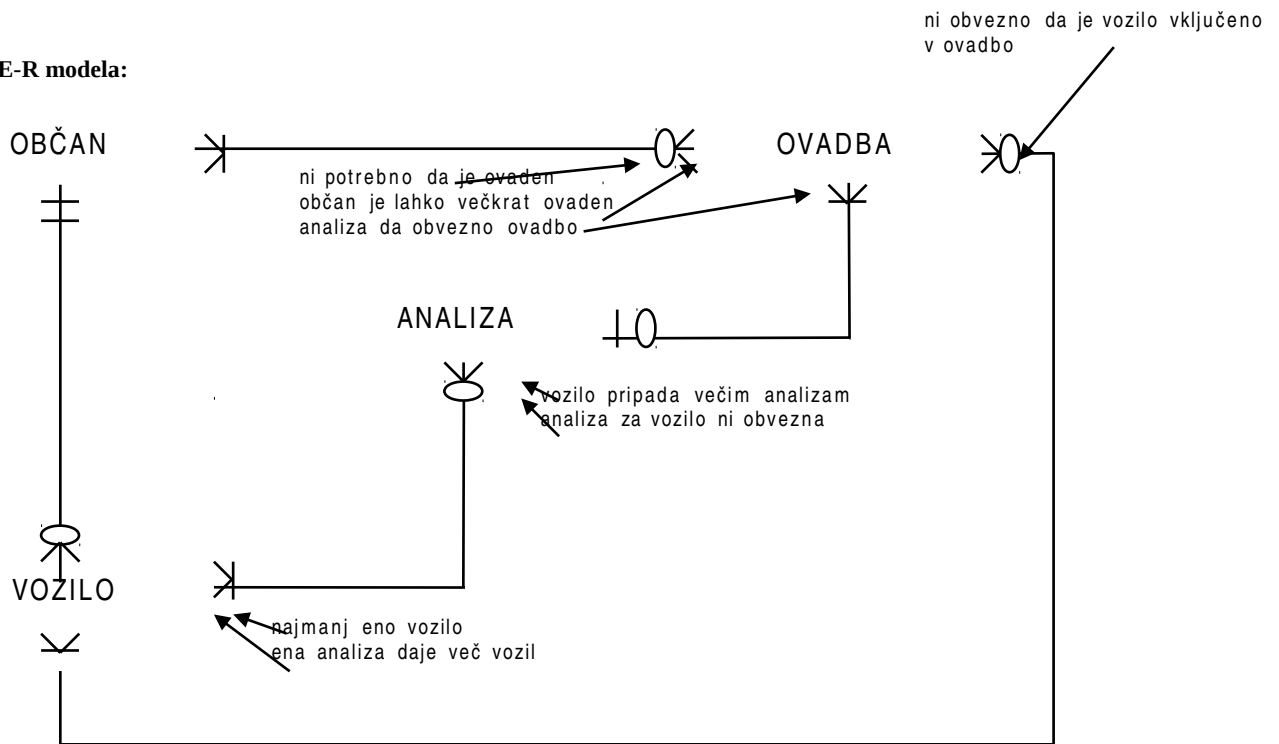 ni obvezno da je vozilo vključeno
v ovadbo
E-R modela:
OBČAN
OVADBA
ni potrebno da je ovaden
občan je lahko večkrat ovaden
analiza da obvezno ovadbo
ANALIZA
vozilo pripada večim analizam
analiza za vozilo ni obvezna
VOZILO
najmanj eno vozilo
ena analiza daje več vozil